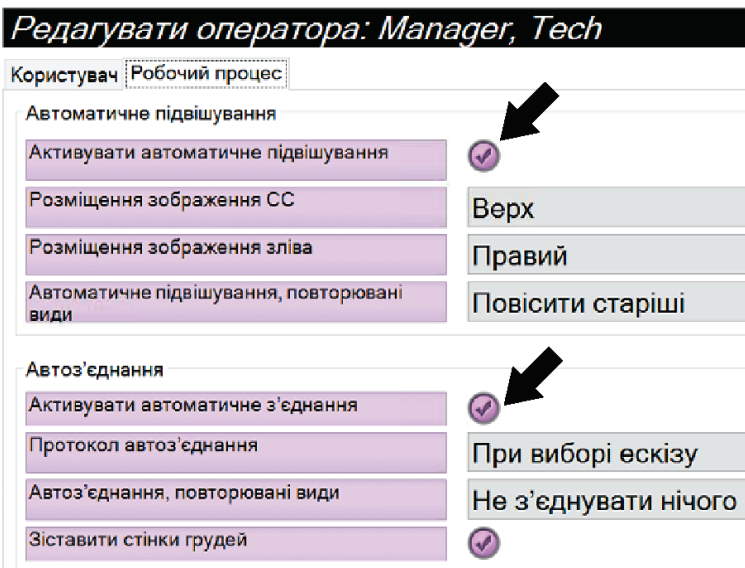 Редагувати оператора: Manager, Tech
Користувач Робочий процес
Автоматичне підвішування
Активувати автоматичне підвішування
Розміщення зображення СС
Верх
Розміщення зображення зліва
Правий
Автоматичне підвішування, повторювані
види
Повісити старіші
Автоз’єднання
Активувати автоматичне з’єднання
Протокол автоз’єднання
При виборі ескізу
Автоз’єднання, повторювані види
Не з’єднувати нічого
Зіставити стінки грудей